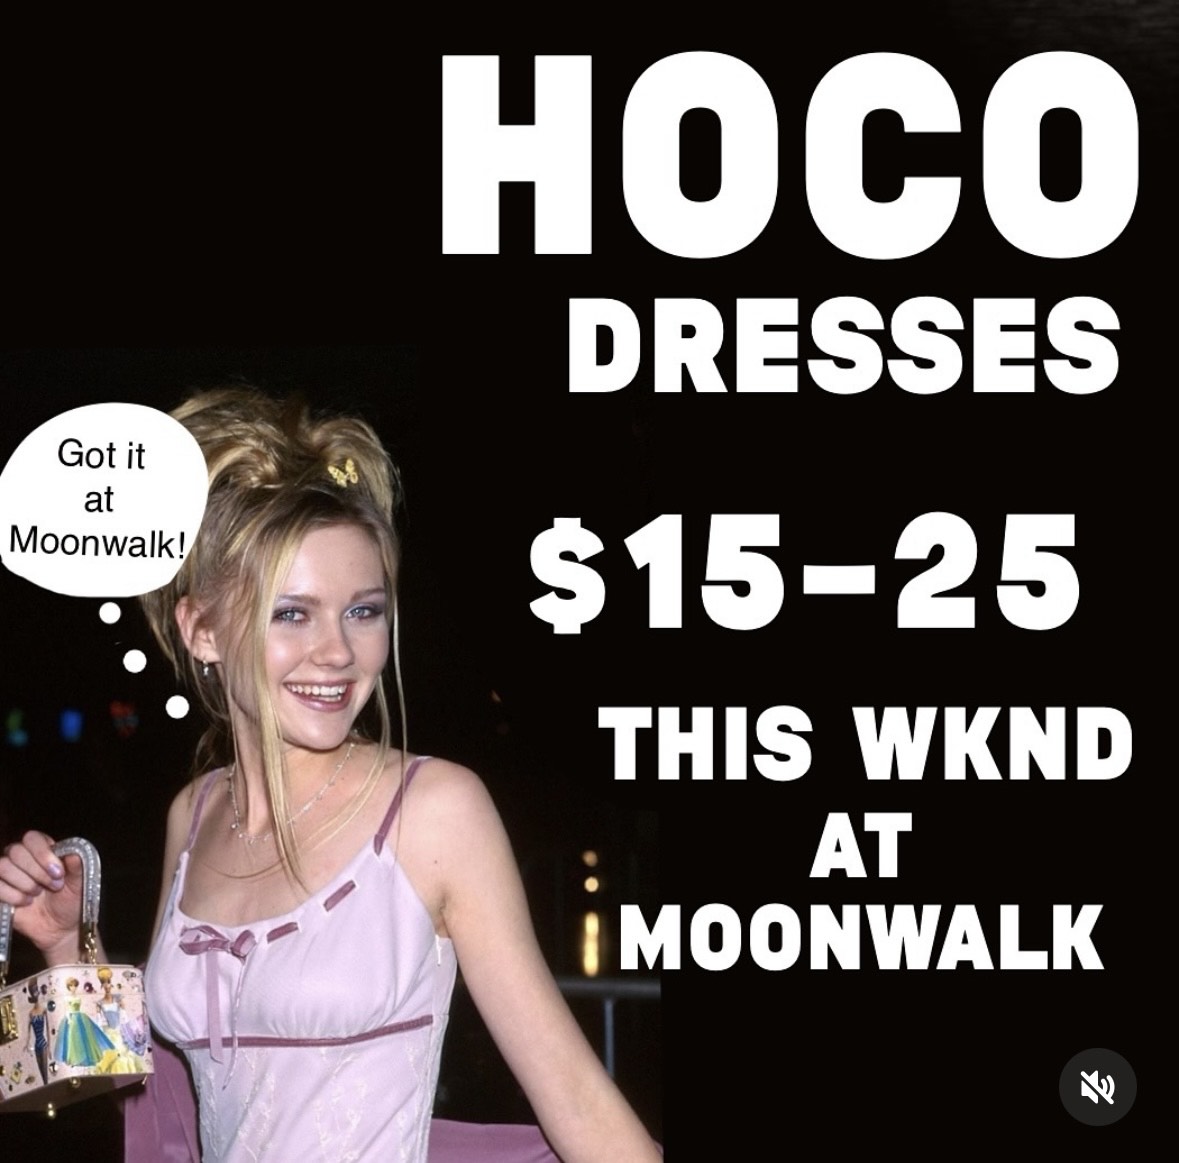 HOCO
DRESSES
Got it
at
Moonwalk!
$15-25
THIS WKND
AT
MOONWALK